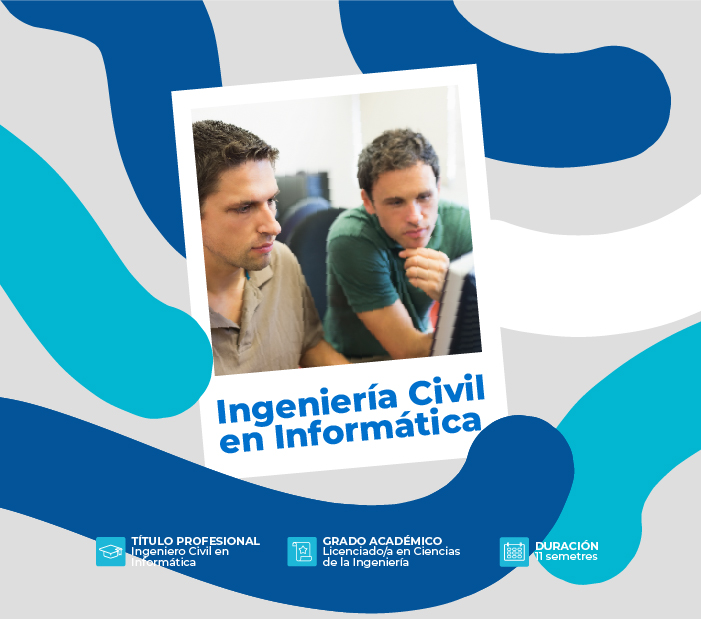 Ingeniería Civil
en Informática
TÍTULO PROFESIONAL
Ingeniero Civil en
Informática
GRADO ACADÉMICO
Licenciado/a en Ciencias
de la Ingeniería
DURACIÓN
11 semetres